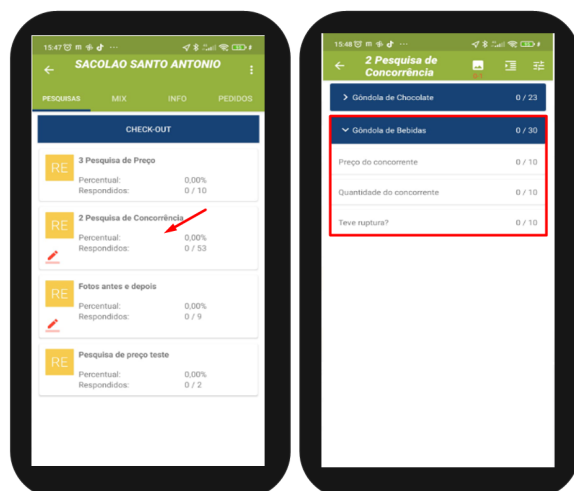 15:47
SACOLAO SANTO ANTONIO
PESQUISAS MIX INFO PEDIDOS
CHECK-OUT
RE
3 Pesquisa de Preço
Percentual: 0,00%
Respondidos: 0 / 10
RE
2 Pesquisa de Concorrência
Percentual: 0,00%
Respondidos: 0 / 53
RE
Fotos antes e depois
Percentual: 0,00%
Respondidos: 0 / 9
RE
Pesquisa de preço teste
Percentual: 0,00%
Respondidos: 0 / 2
15:48
2 Pesquisa de
Concorrência
Gôndola de Chocolate 0 / 23
Gôndola de Bebidas 0 / 30
Preço do concorrente 0 / 10
Quantidade do concorrente 0 / 10
Teve ruptura? 0 / 10